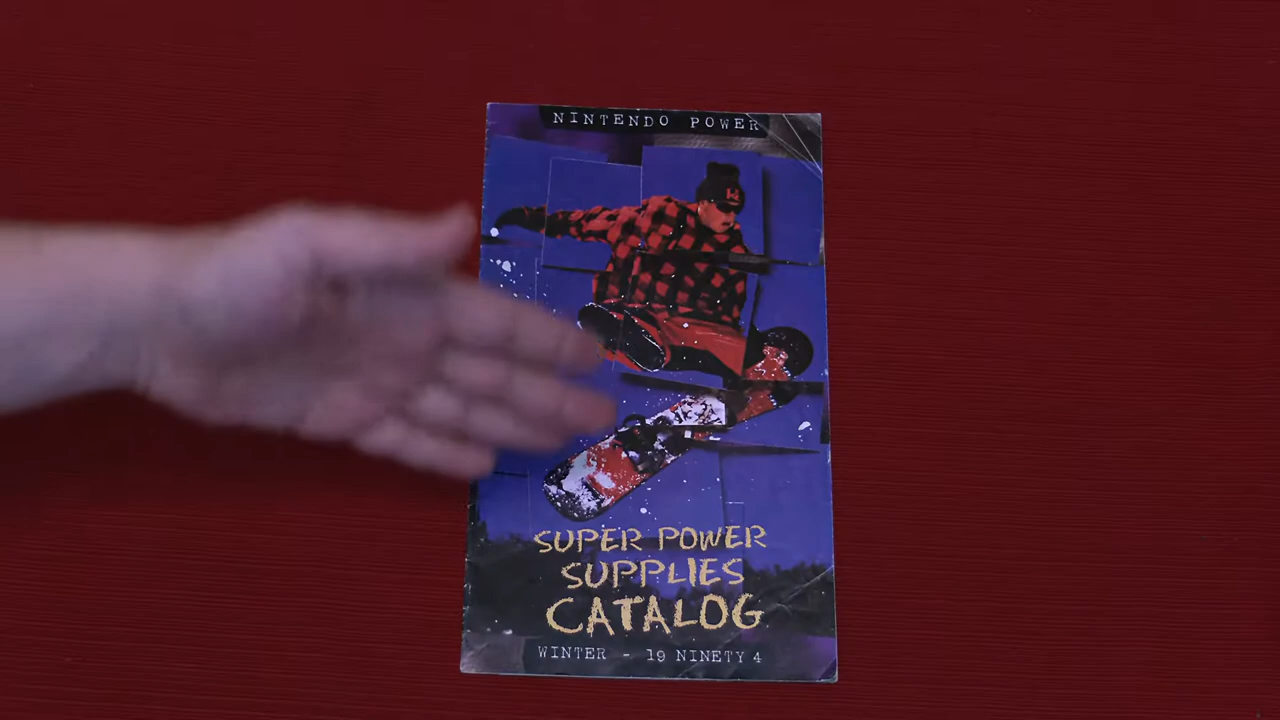 NINTENDO POWER
SUPER POWER
SUPPLIES
CATALOG
WINTER - 19 NINETY 4